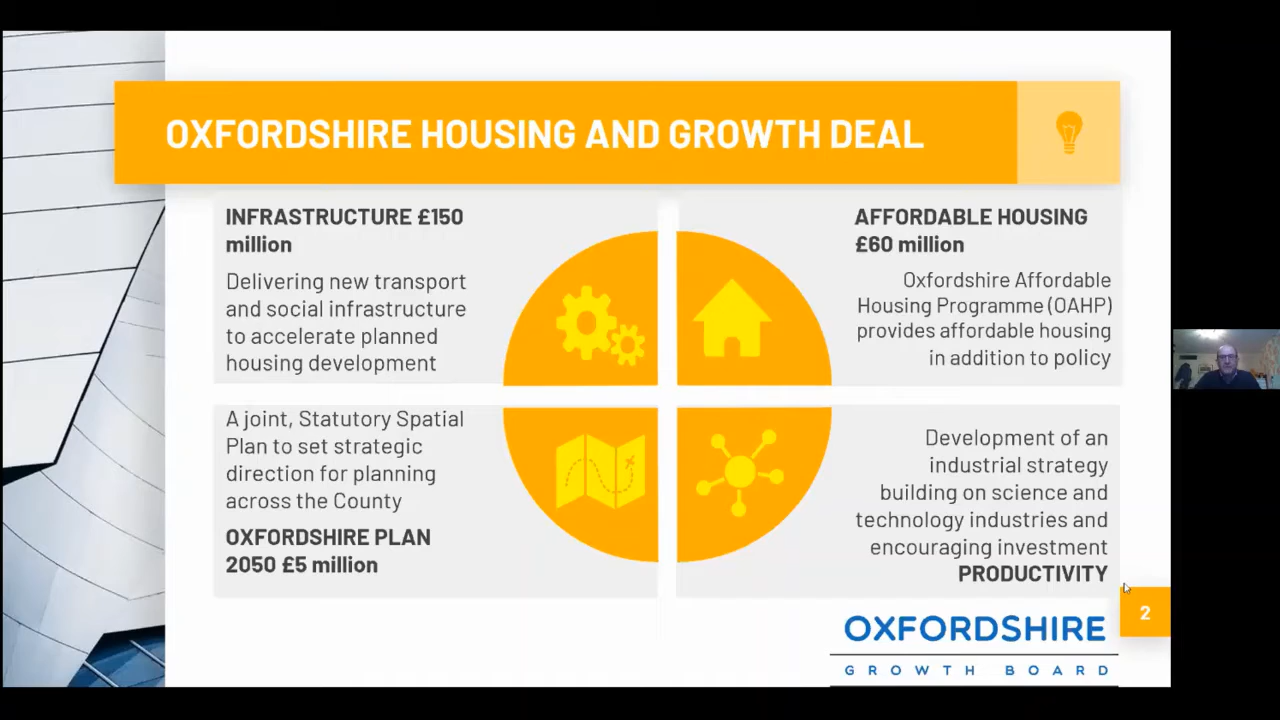 OXFORDSHIRE HOUSING AND GROWTH DEAL
INFRASTRUCTURE £150
million
Delivering new transport
and social infrastructure
to accelerate planned
housing development
AFFORDABLE HOUSING
£60 million
Oxfordshire Affordable
Housing Programme (OAHP)
provides affordable housing
in addition to policy
A joint, Statutory Spatial
Plan to set strategic
direction for planning
across the County
OXFORDSHIRE PLAN
2050 £5 million
Development of an
industrial strategy
building on science and
technology industries and
encouraging investment
PRODUCTIVITY
2
OXFORDSHIRE
GROWTH BOARD